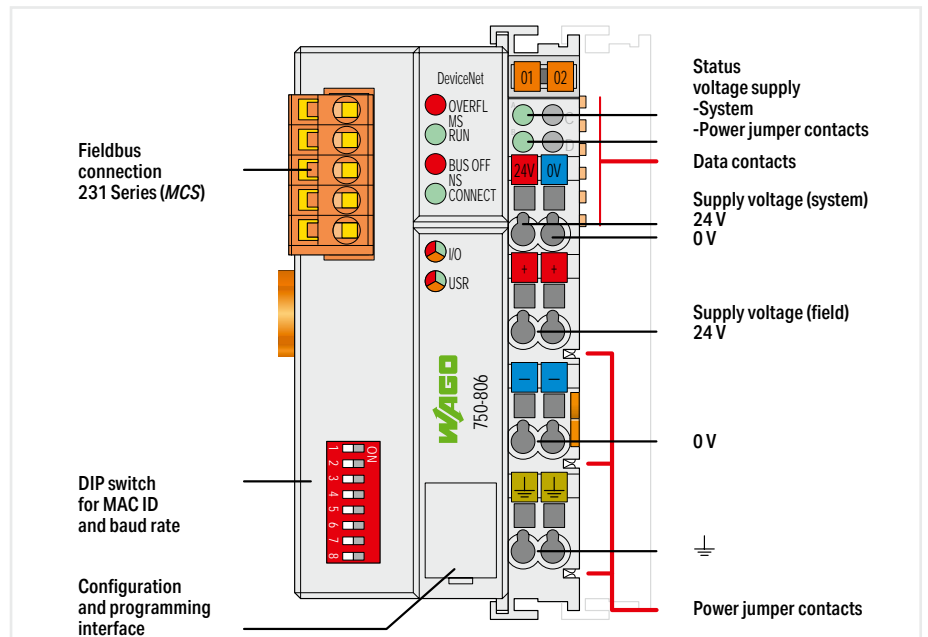 Fieldbus
connection
231 Series (MCS)
DIP switch
for MAC ID
and baud rate
Configuration
and programming
interface
DeviceNet
OVERFL
MS
RUN
BUS OFF
NS
CONNECT
I/O
USR
WAGO
750-806
ON
1
2
3
4
5
6
7
8
01 02
C
D
24V 0V
+ +
— —
Status
voltage supply
-System
-Power jumper contacts
Data contacts
Supply voltage (system)
24 V
0 V
Supply voltage (field)
24 V
0 V
Power jumper contacts